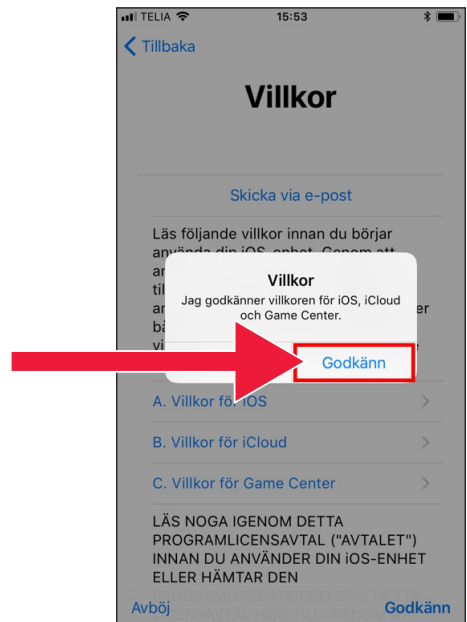 TELIA 15:53
Tillbaka
Villkor
Skicka via e-post
Läs följande villkor innan du börjar
använda din iOS-enhet. Genom att
Villkor
Jag godkänner villkoren för iOS, iCloud
och Game Center.
Godkänn
A. Villkor för iOS
B. Villkor för iCloud
C. Villkor för Game Center
LÄS NOGA IGENOM DETTA
PROGRAMLICENSAVTAL ("AVTALET")
INNAN DU ANVÄNDER DIN iOS-ENHET
ELLER HÄMTAR DEN
PROGRAMUPPDATERING SOM DETTA
Avböj Godkänn